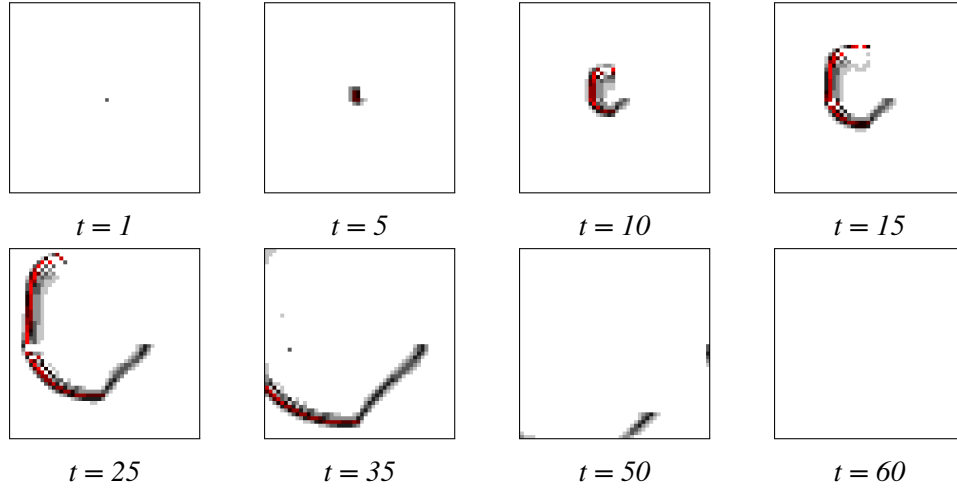 t = 1 t = 5 t = 10 t = 15
t = 25 t = 35 t = 50 t = 60